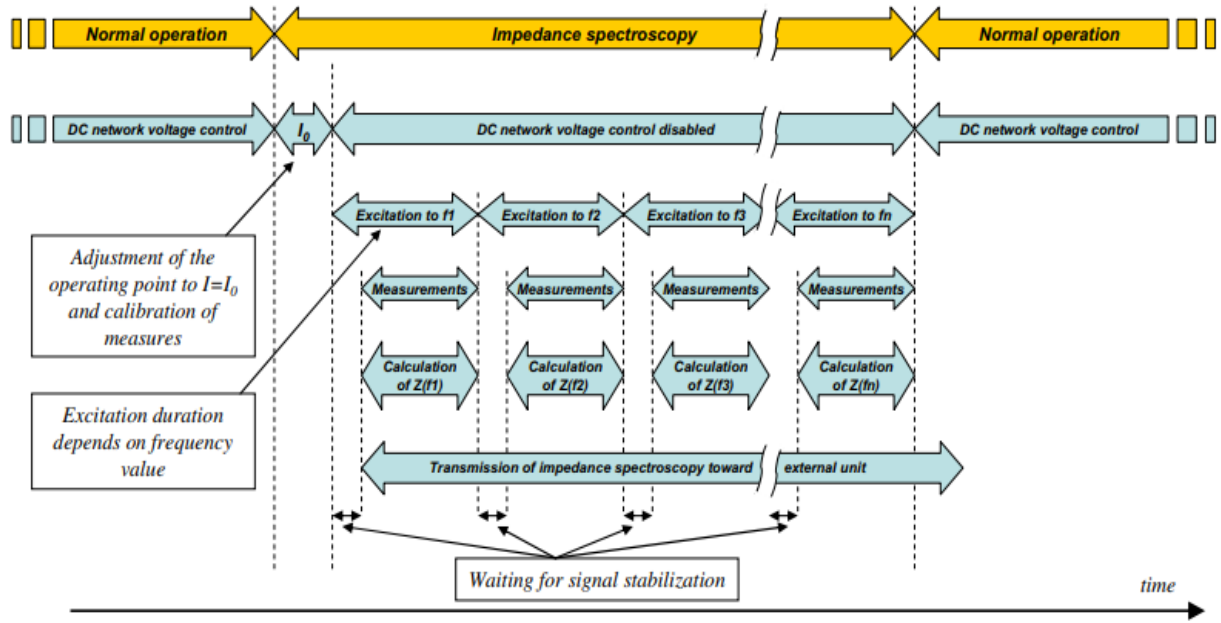 Normal operation
Impedance spectroscopy
Normal operation
DC network voltage control
I0
DC network voltage control disabled
DC network voltage control
Excitation to f1
Excitation to f2
Excitation to f3
Excitation to fn
Adjustment of the
operating point to I=I0
and calibration of
measures
Measurements
Measurements
Measurements
Measurements
Calculation
of Z(f1)
Calculation
of Z(f2)
Calculation
of Z(f3)
Calculation
of Z(fn)
Excitation duration
depends on frequency
value
Transmission of impedance spectroscopy toward external unit
Waiting for signal stabilization
time